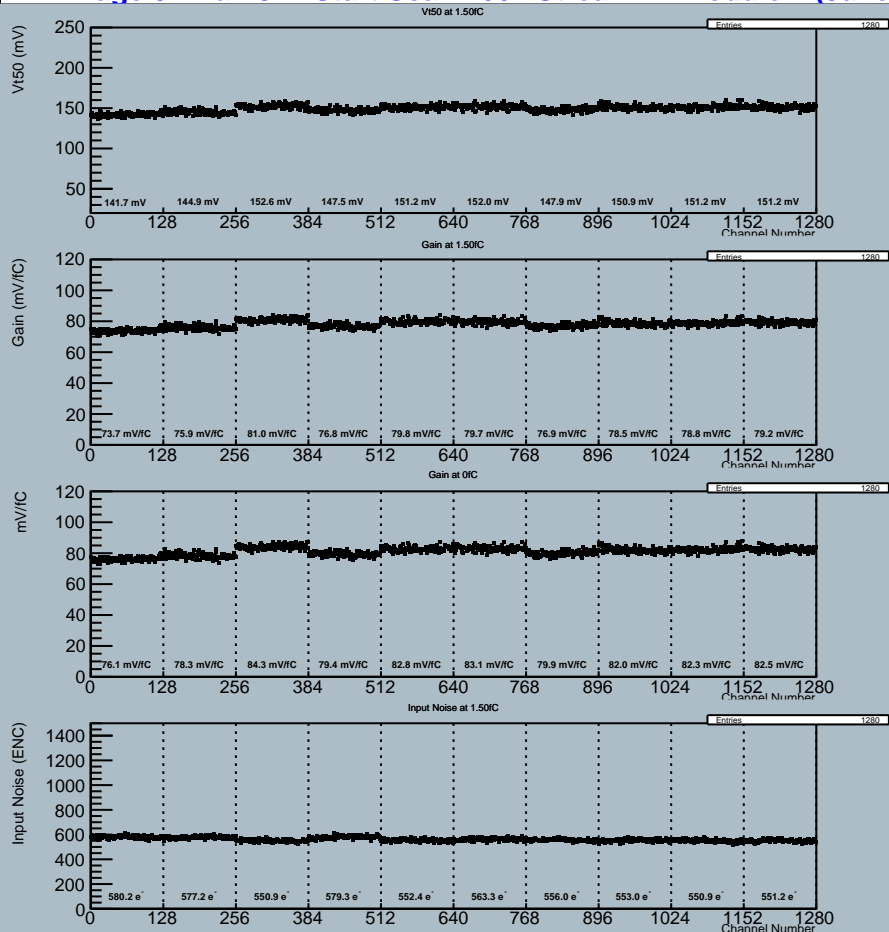 Vt50 at 1.50fC
Entries 1280
Vt50 (mV)
250
200
150
100
50
141.7 mV 144.9 mV 152.6 mV 147.5 mV 151.2 mV 152.0 mV 147.9 mV 150.9 mV 151.2 mV 151.2 mV
0 128 256 384 512 640 768 896 1024 1152 1280
Channel Number
Gain at 1.50fC
Entries 1280
Gain (mV/fC)
120
100
80
60
40
20
0
73.7 mV/fC 75.9 mV/fC 81.0 mV/fC 76.8 mV/fC 79.8 mV/fC 79.7 mV/fC 76.9 mV/fC 78.5 mV/fC 78.8 mV/fC 79.2 mV/fC
0 128 256 384 512 640 768 896 1024 1152 1280
Channel Number
Gain at 0fC
Entries 1280
mV/fC
120
100
80
60
40
20
0
76.1 mV/fC 78.3 mV/fC 84.3 mV/fC 79.4 mV/fC 82.8 mV/fC 83.1 mV/fC 79.9 mV/fC 82.0 mV/fC 82.3 mV/fC 82.5 mV/fC
0 128 256 384 512 640 768 896 1024 1152 1280
Channel Number
Input Noise at 1.50fC
Entries 1280
Input Noise (ENC)
1400
1200
1000
800
600
400
200
0
580.2 e⁻ 577.2 e⁻ 550.9 e⁻ 579.3 e⁻ 552.4 e⁻ 563.3 e⁻ 556.0 e⁻ 553.0 e⁻ 550.9 e⁻ 551.2 e⁻
0 128 256 384 512 640 768 896 1024 1152 1280
Channel Number